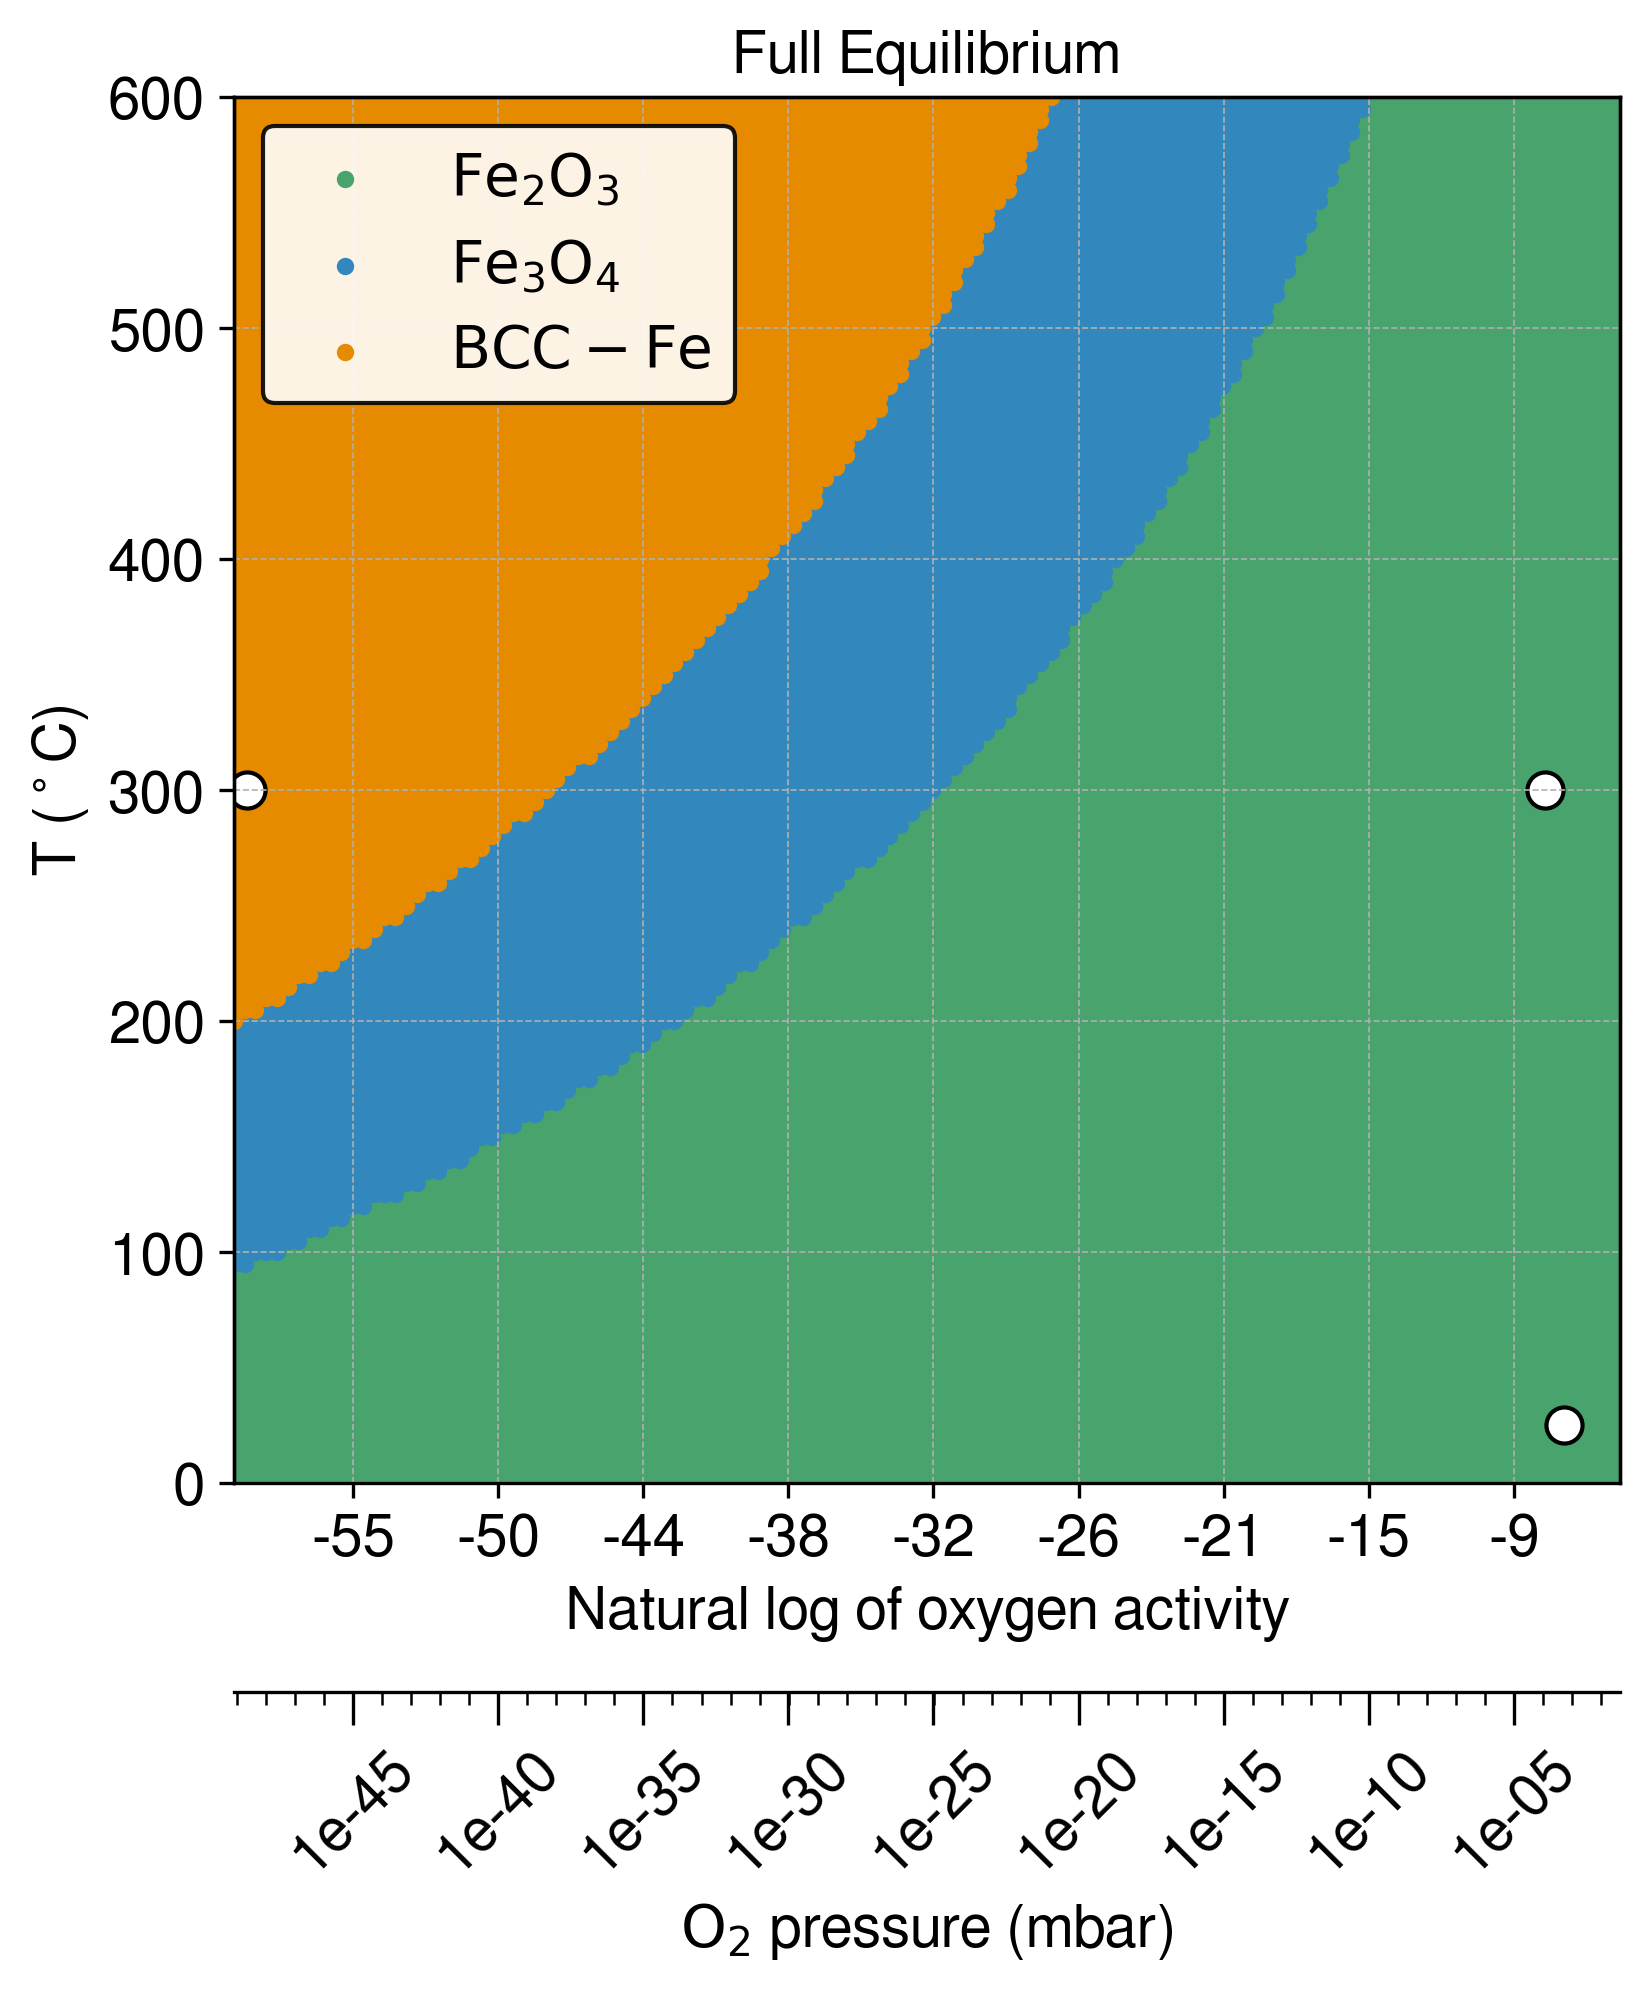 Full Equilibrium
600
500
400
300
200
100
0
T (°C)
Fe₂O₃
Fe₃O₄
BCC − Fe
-55 -50 -44 -38 -32 -26 -21 -15 -9
Natural log of oxygen activity
1e-45 1e-40 1e-35 1e-30 1e-25 1e-20 1e-15 1e-10 1e-05
O₂ pressure (mbar)